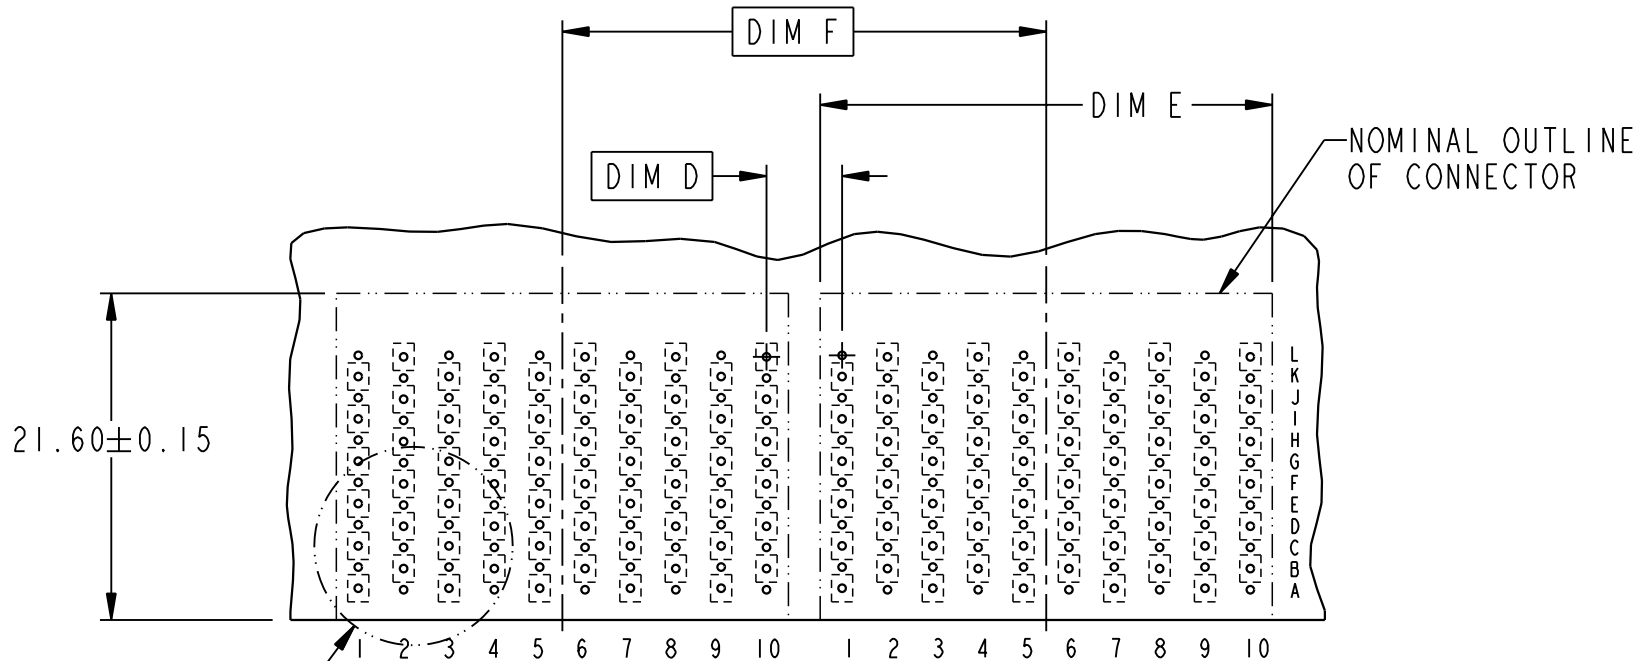 DIM F
DIM E
NOMINAL OUTLINE
OF CONNECTOR
DIM D
21.60±0.15
L
K
J
I
H
G
F
E
D
C
B
A
1 2 3 4 5 6 7 8 9 10 1 2 3 4 5 6 7 8 9 10